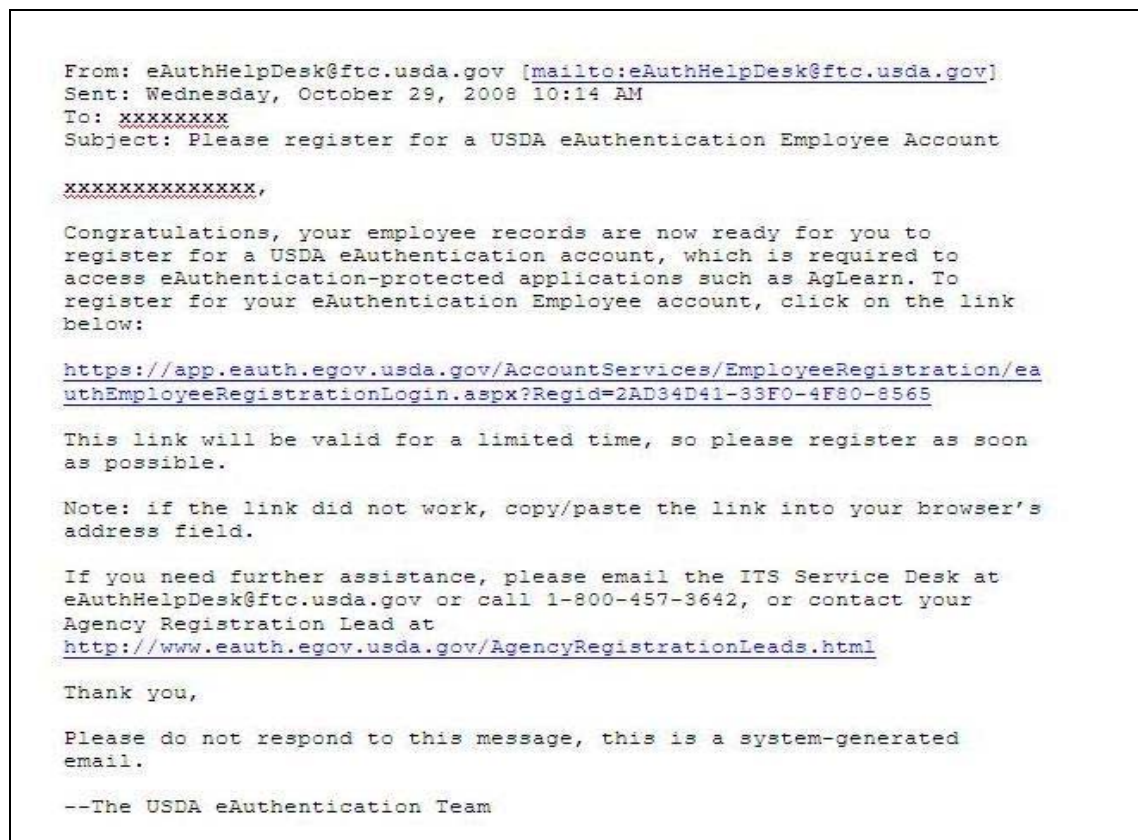 From: eAuthHelpDesk@ftc.usda.gov [mailto:eAuthHelpDesk@ftc.usda.gov]
Sent: Wednesday, October 29, 2008 10:14 AM
To: xxxxxxxx
Subject: Please register for a USDA eAuthentication Employee Account
xxxxxxxxxxxxxx,
Congratulations, your employee records are now ready for you to
register for a USDA eAuthentication account, which is required to
access eAuthentication-protected applications such as AgLearn. To
register for your eAuthentication Employee account, click on the link
below:
https://app.eauth.egov.usda.gov/AccountServices/EmployeeRegistration/ea
uthEmployeeRegistrationLogin.aspx?Regid=2AD34D41-33F0-4F80-8565
This link will be valid for a limited time, so please register as soon
as possible.
Note: if the link did not work, copy/paste the link into your browser's
address field.
If you need further assistance, please email the ITS Service Desk at
eAuthHelpDesk@ftc.usda.gov or call 1-800-457-3642, or contact your
Agency Registration Lead at
http://www.eauth.egov.usda.gov/AgencyRegistrationLeads.html
Thank you,
Please do not respond to this message, this is a system-generated
email.
--The USDA eAuthentication Team